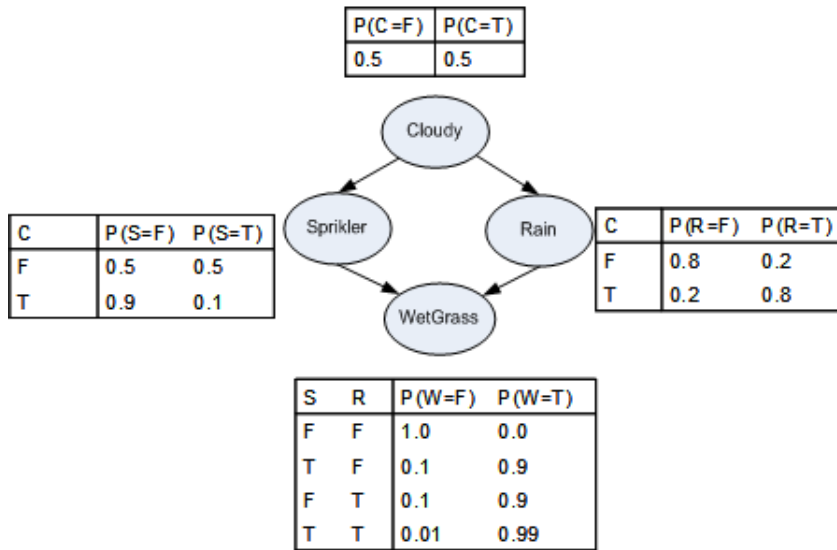 P(C=F) P(C=T)
0.5 0.5
Cloudy
C P(S=F) P(S=T)
F 0.5 0.5
T 0.9 0.1
Sprikler
Rain
C P(R=F) P(R=T)
F 0.8 0.2
T 0.2 0.8
WetGrass
S R P(W=F) P(W=T)
F F 1.0 0.0
T F 0.1 0.9
F T 0.1 0.9
T T 0.01 0.99